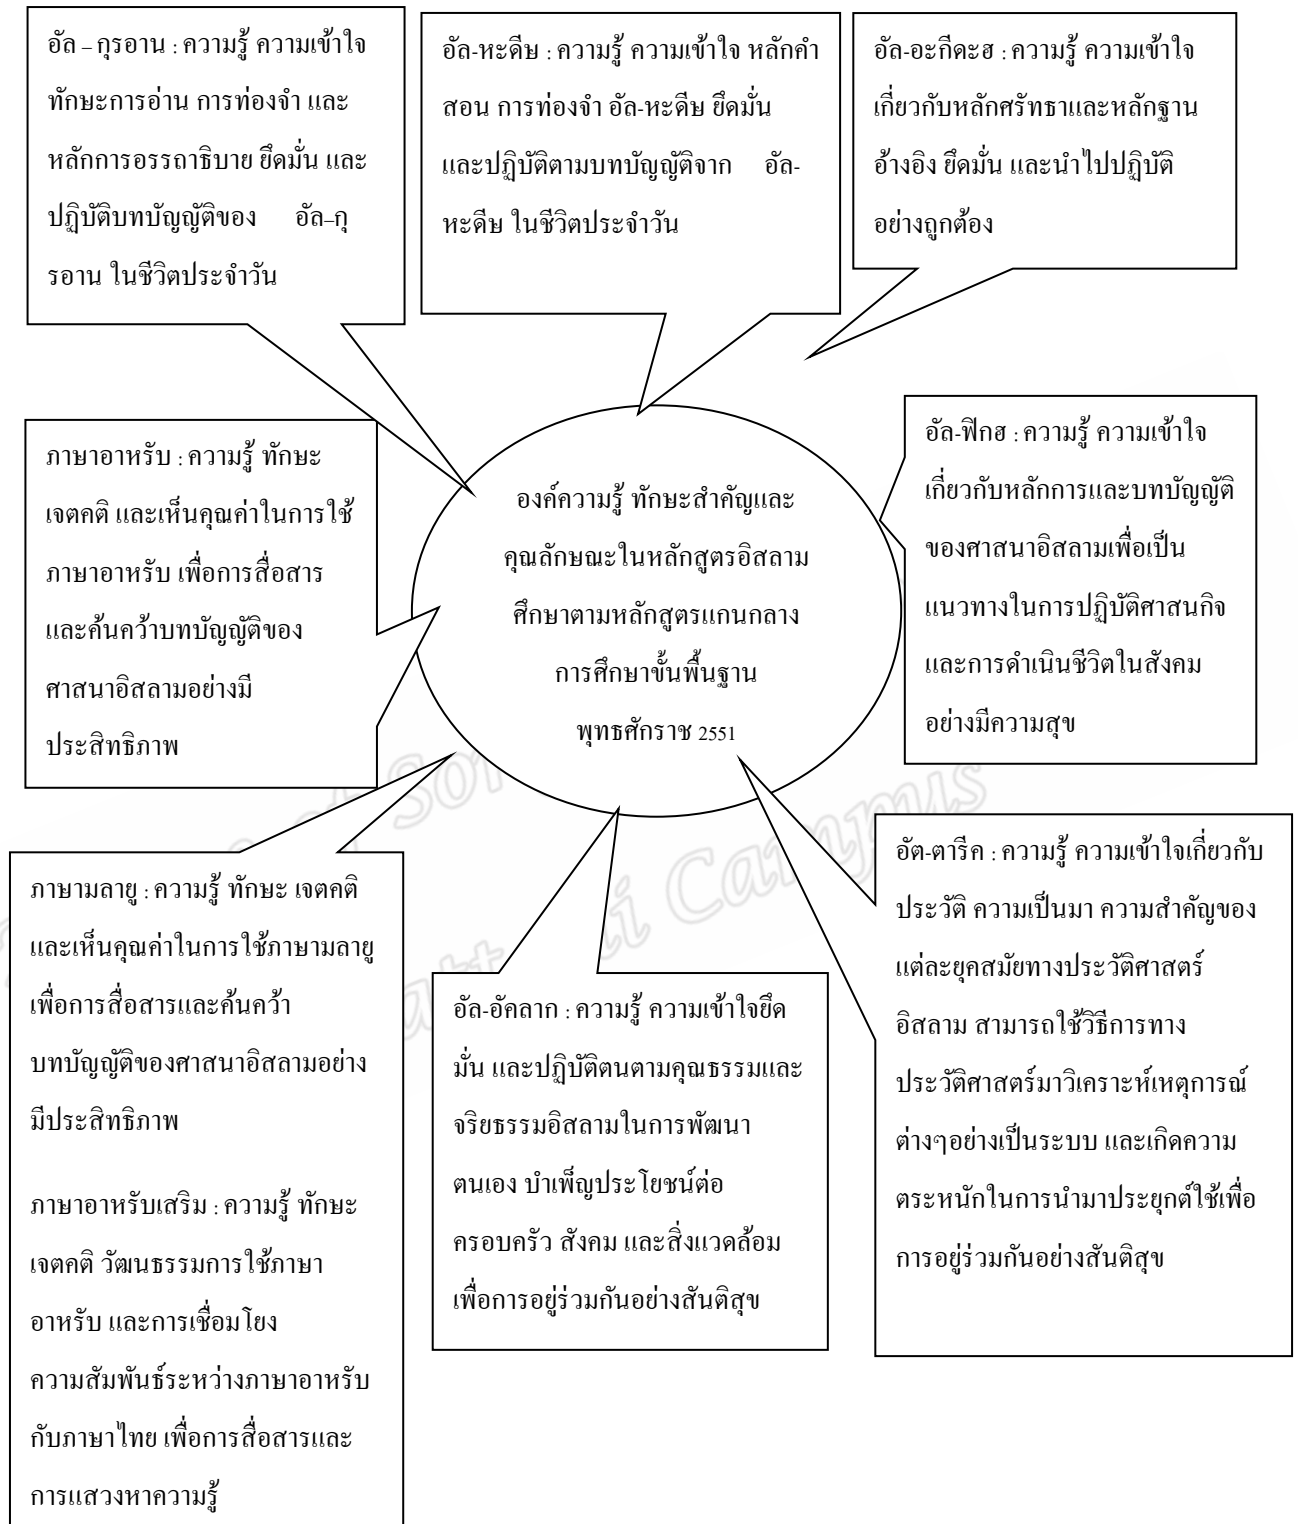 อัล – กุรอาน : ความรู้ ความเข้าใจ
ทักษะการอ่าน การท่องจำ และ
หลักการอรรถาธิบาย ยึดมั่น และ
ปฏิบัติบทบัญญัติของ อัล–กุ
รอาน ในชีวิตประจำวัน
อัล-หะดีษ : ความรู้ ความเข้าใจ หลักคำ
สอน การท่องจำ อัล-หะดีษ ยึดมั่น
และปฏิบัติตามบทบัญญัติจาก อัล-
หะดีษ ในชีวิตประจำวัน
อัล-อะกีดะฮ : ความรู้ ความเข้าใจ
เกี่ยวกับหลักศรัทธาและหลักฐาน
อ้างอิง ยึดมั่น และนำไปปฏิบัติ
อย่างถูกต้อง
ภาษาอาหรับ : ความรู้ ทักษะ
เจตคติ และเห็นคุณค่าในการใช้
ภาษาอาหรับ เพื่อการสื่อสาร
และค้นคว้าบทบัญญัติของ
ศาสนาอิสลามอย่างมี
ประสิทธิภาพ
องค์ความรู้ ทักษะสำคัญและ
คุณลักษณะในหลักสูตรอิสลาม
ศึกษาตามหลักสูตรแกนกลาง
การศึกษาขั้นพื้นฐาน
พุทธศักราช 2551
อัล-ฟิกฮ : ความรู้ ความเข้าใจ
เกี่ยวกับหลักการและบทบัญญัติ
ของศาสนาอิสลามเพื่อเป็น
แนวทางในการปฏิบัติศาสนกิจ
และการดำเนินชีวิตในสังคม
อย่างมีความสุข
ภาษามลายู : ความรู้ ทักษะ เจตคติ
และเห็นคุณค่าในการใช้ภาษามลายู
เพื่อการสื่อสารและค้นคว้า
บทบัญญัติของศาสนาอิสลามอย่าง
มีประสิทธิภาพ
ภาษาอาหรับเสริม : ความรู้ ทักษะ
เจตคติ วัฒนธรรมการใช้ภาษา
อาหรับ และการเชื่อมโยง
ความสัมพันธ์ระหว่างภาษาอาหรับ
กับภาษาไทย เพื่อการสื่อสารและ
การแสวงหาความรู้
อัล-อัคลาก : ความรู้ ความเข้าใจยึด
มั่น และปฏิบัติตนตามคุณธรรมและ
จริยธรรมอิสลามในการพัฒนา
ตนเอง บำเพ็ญประโยชน์ต่อ
ครอบครัว สังคม และสิ่งแวดล้อม
เพื่อการอยู่ร่วมกันอย่างสันติสุข
อัต-ตารีค : ความรู้ ความเข้าใจเกี่ยวกับ
ประวัติ ความเป็นมา ความสำคัญของ
แต่ละยุคสมัยทางประวัติศาสตร์
อิสลาม สามารถใช้วิธีการทาง
ประวัติศาสตร์มาวิเคราะห์เหตุการณ์
ต่างๆอย่างเป็นระบบ และเกิดความ
ตระหนักในการนำมาประยุกต์ใช้เพื่อ
การอยู่ร่วมกันอย่างสันติสุข
Campus